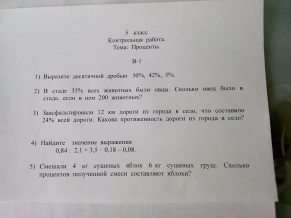 5 класс
Контрольная работа.
Тема: Проценты.
В-1
1) Выразите десятичной дробью 30%, 42%, 5%.
2) В стаде 35% всех животных были овцы. Сколько овец было в
стаде, если в нем 200 животных?
3) Заасфальтировали 12 км дороги из города в село, что составило
24% всей дороги. Какова протяженность дороги из города в село?
4) Найдите значение выражения
0,84 : 2,1 + 3,5 · 0,18 – 0,08.
5) Смешали 4 кг сушеных яблок 6 кг сушеных груш. Сколько
процентов полученной смеси составляют яблоки?